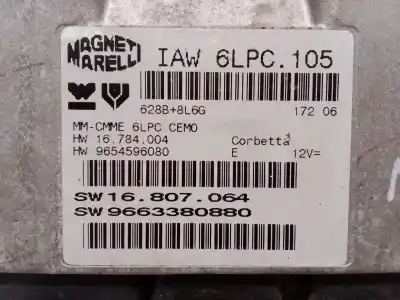 MAGNETI
MARELLI
IAW 6LPC.105
628B+8L6G 172 06
MM-CMME 6LPC CEMO
HW 16.784.004 Corbetta
HW 9654596080 E 12V=
SW16.807.064
SW9663380880